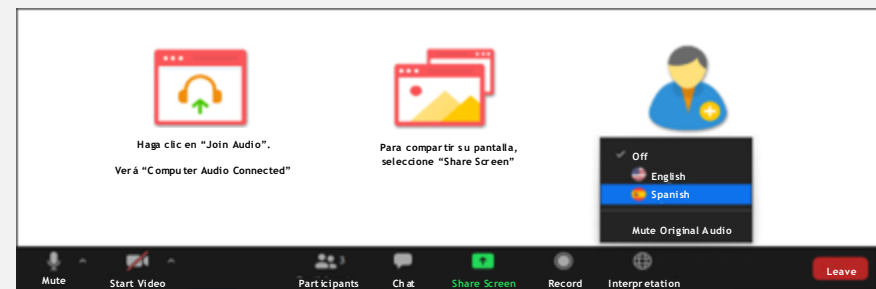 Haga clic en “Join Audio”.
Verá “Computer Audio Connected”
Para compartir su pantalla,
seleccione “Share Screen”
Off
English
Spanish
Mute Original Audio
Mute
Start Video
Participants
3
Chat
Share Screen
Record
Interpretation
Leave